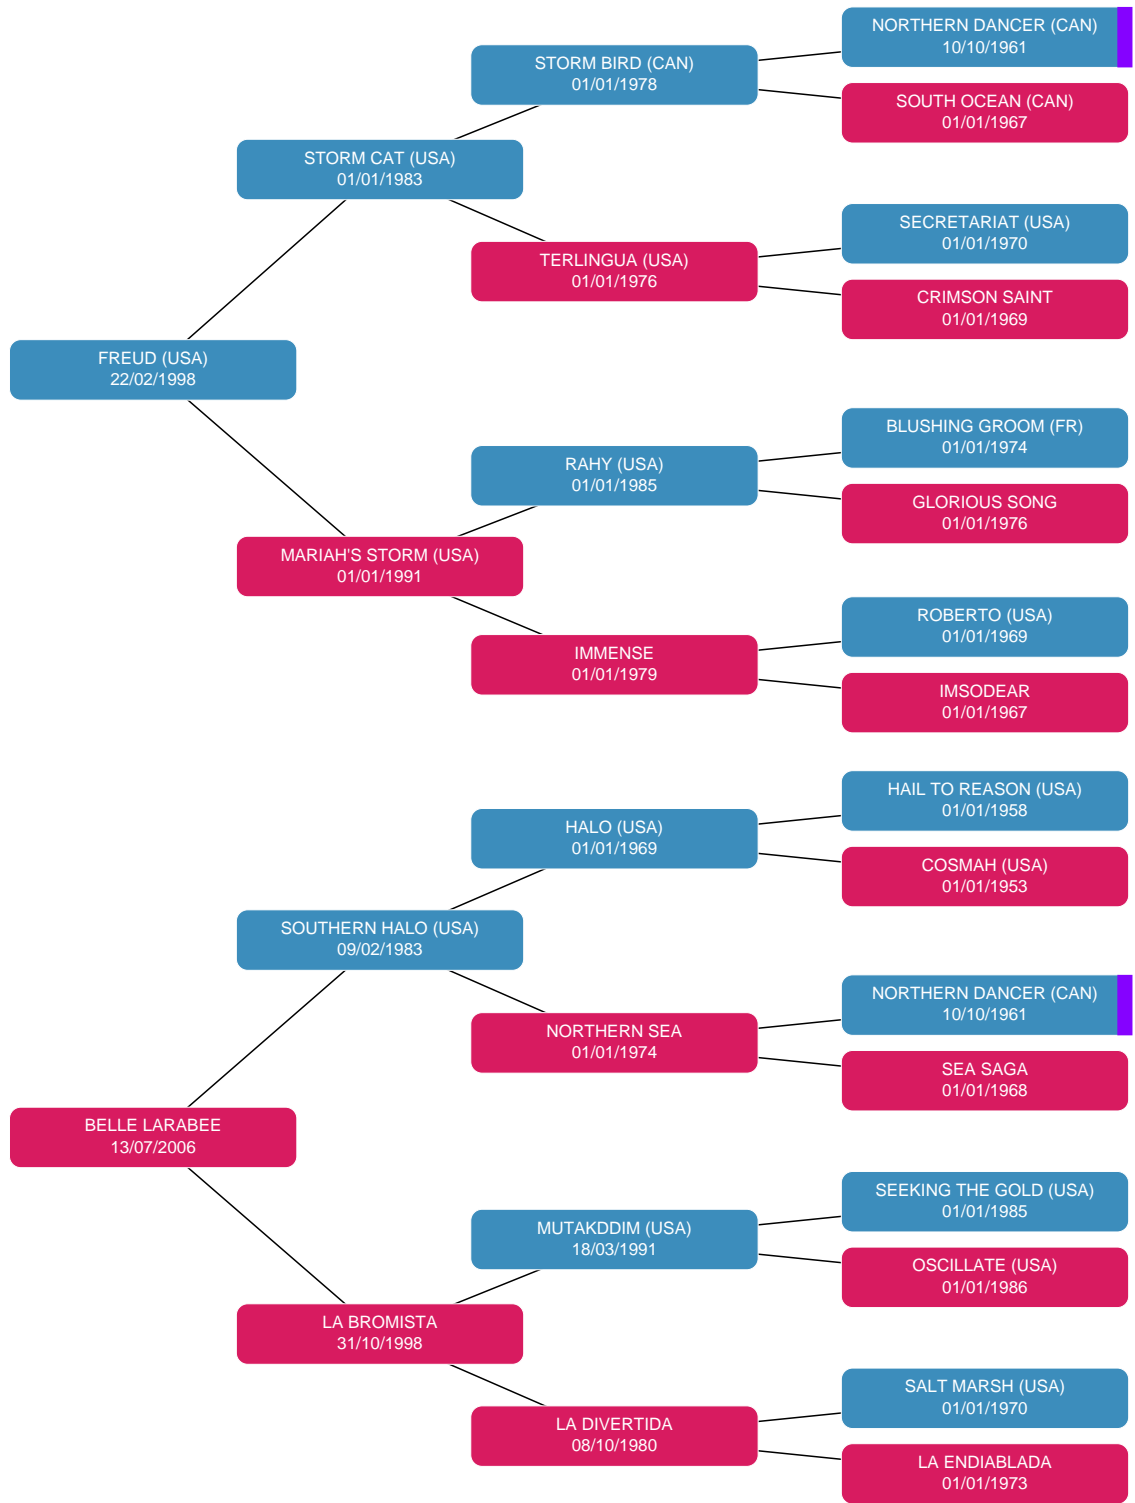 NORTHERN DANCER (CAN)
10/10/1961
STORM BIRD (CAN)
01/01/1978
SOUTH OCEAN (CAN)
01/01/1967
STORM CAT (USA)
01/01/1983
SECRETARIAT (USA)
01/01/1970
TERLINGUA (USA)
01/01/1976
CRIMSON SAINT
01/01/1969
FREUD (USA)
22/02/1998
BLUSHING GROOM (FR)
01/01/1974
RAHY (USA)
01/01/1985
GLORIOUS SONG
01/01/1976
MARIAH'S STORM (USA)
01/01/1991
ROBERTO (USA)
01/01/1969
IMMENSE
01/01/1979
IMSODEAR
01/01/1967
HAIL TO REASON (USA)
01/01/1958
HALO (USA)
01/01/1969
COSMAH (USA)
01/01/1953
SOUTHERN HALO (USA)
09/02/1983
NORTHERN DANCER (CAN)
10/10/1961
NORTHERN SEA
01/01/1974
SEA SAGA
01/01/1968
BELLE LARABEE
13/07/2006
SEEKING THE GOLD (USA)
01/01/1985
MUTAKDDIM (USA)
18/03/1991
OSCILLATE (USA)
01/01/1986
LA BROMISTA
31/10/1998
SALT MARSH (USA)
01/01/1970
LA DIVERTIDA
08/10/1980
LA ENDIABLADA
01/01/1973